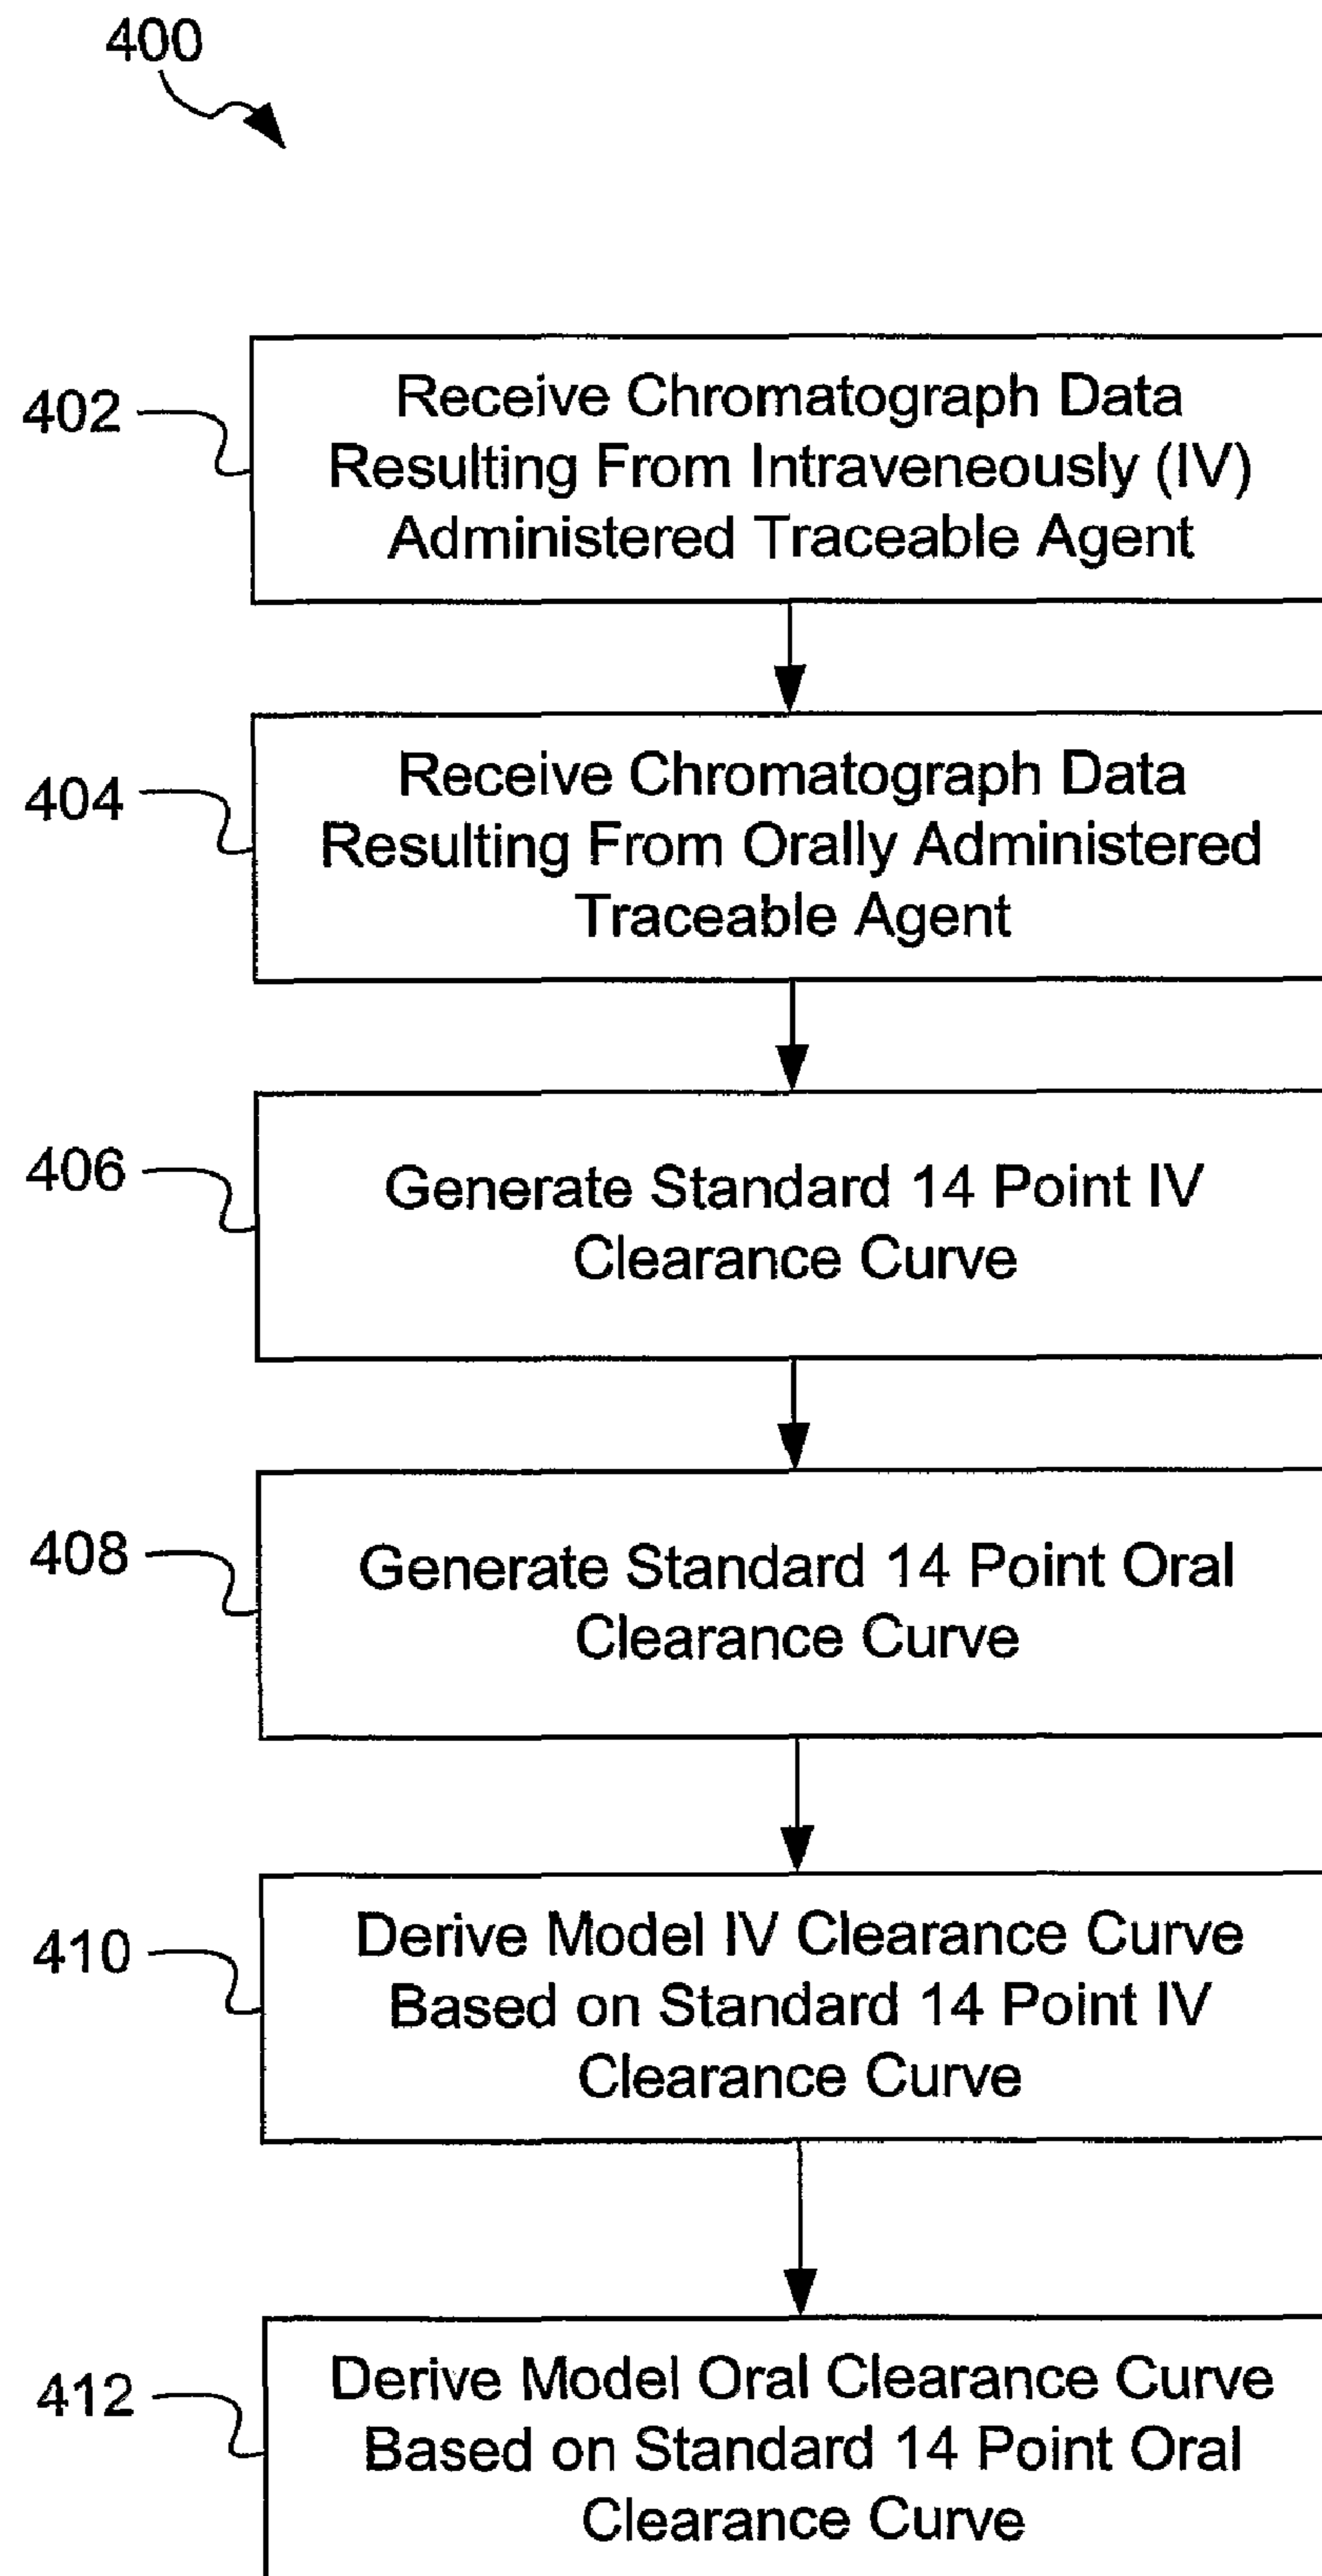 400
402
Receive Chromatograph Data
Resulting From Intraveneously (IV)
Administered Traceable Agent
404
Receive Chromatograph Data
Resulting From Orally Administered
Traceable Agent
406
Generate Standard 14 Point IV
Clearance Curve
408
Generate Standard 14 Point Oral
Clearance Curve
410
Derive Model IV Clearance Curve
Based on Standard 14 Point IV
Clearance Curve
412
Derive Model Oral Clearance Curve
Based on Standard 14 Point Oral
Clearance Curve